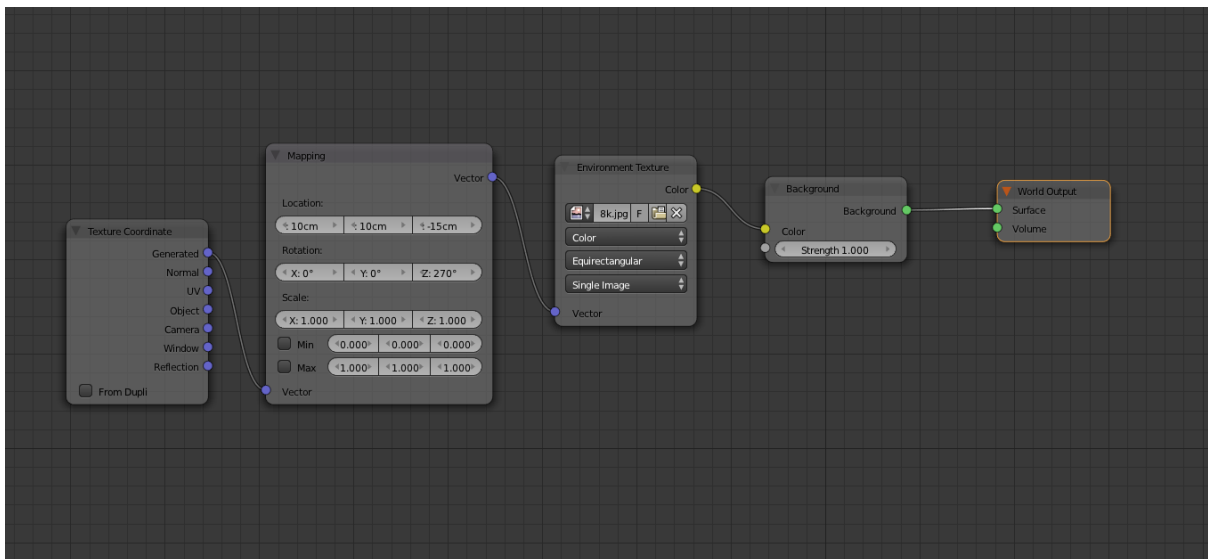 Texture Coordinate
Generated
Normal
UV
Object
Camera
Window
Reflection
From Dupli
Mapping
Vector
Location:
10cm 10cm -15cm
Rotation:
X: 0° Y: 0° Z: 270°
Scale:
X: 1.000 Y: 1.000 Z: 1.000
Min 0.000 0.000 0.000
Max 1.000 1.000 1.000
Vector
Environment Texture
Color
8k.jpg F
Color
Equirectangular
Single Image
Vector
Background
Background
Color
Strength 1.000
World Output
Surface
Volume